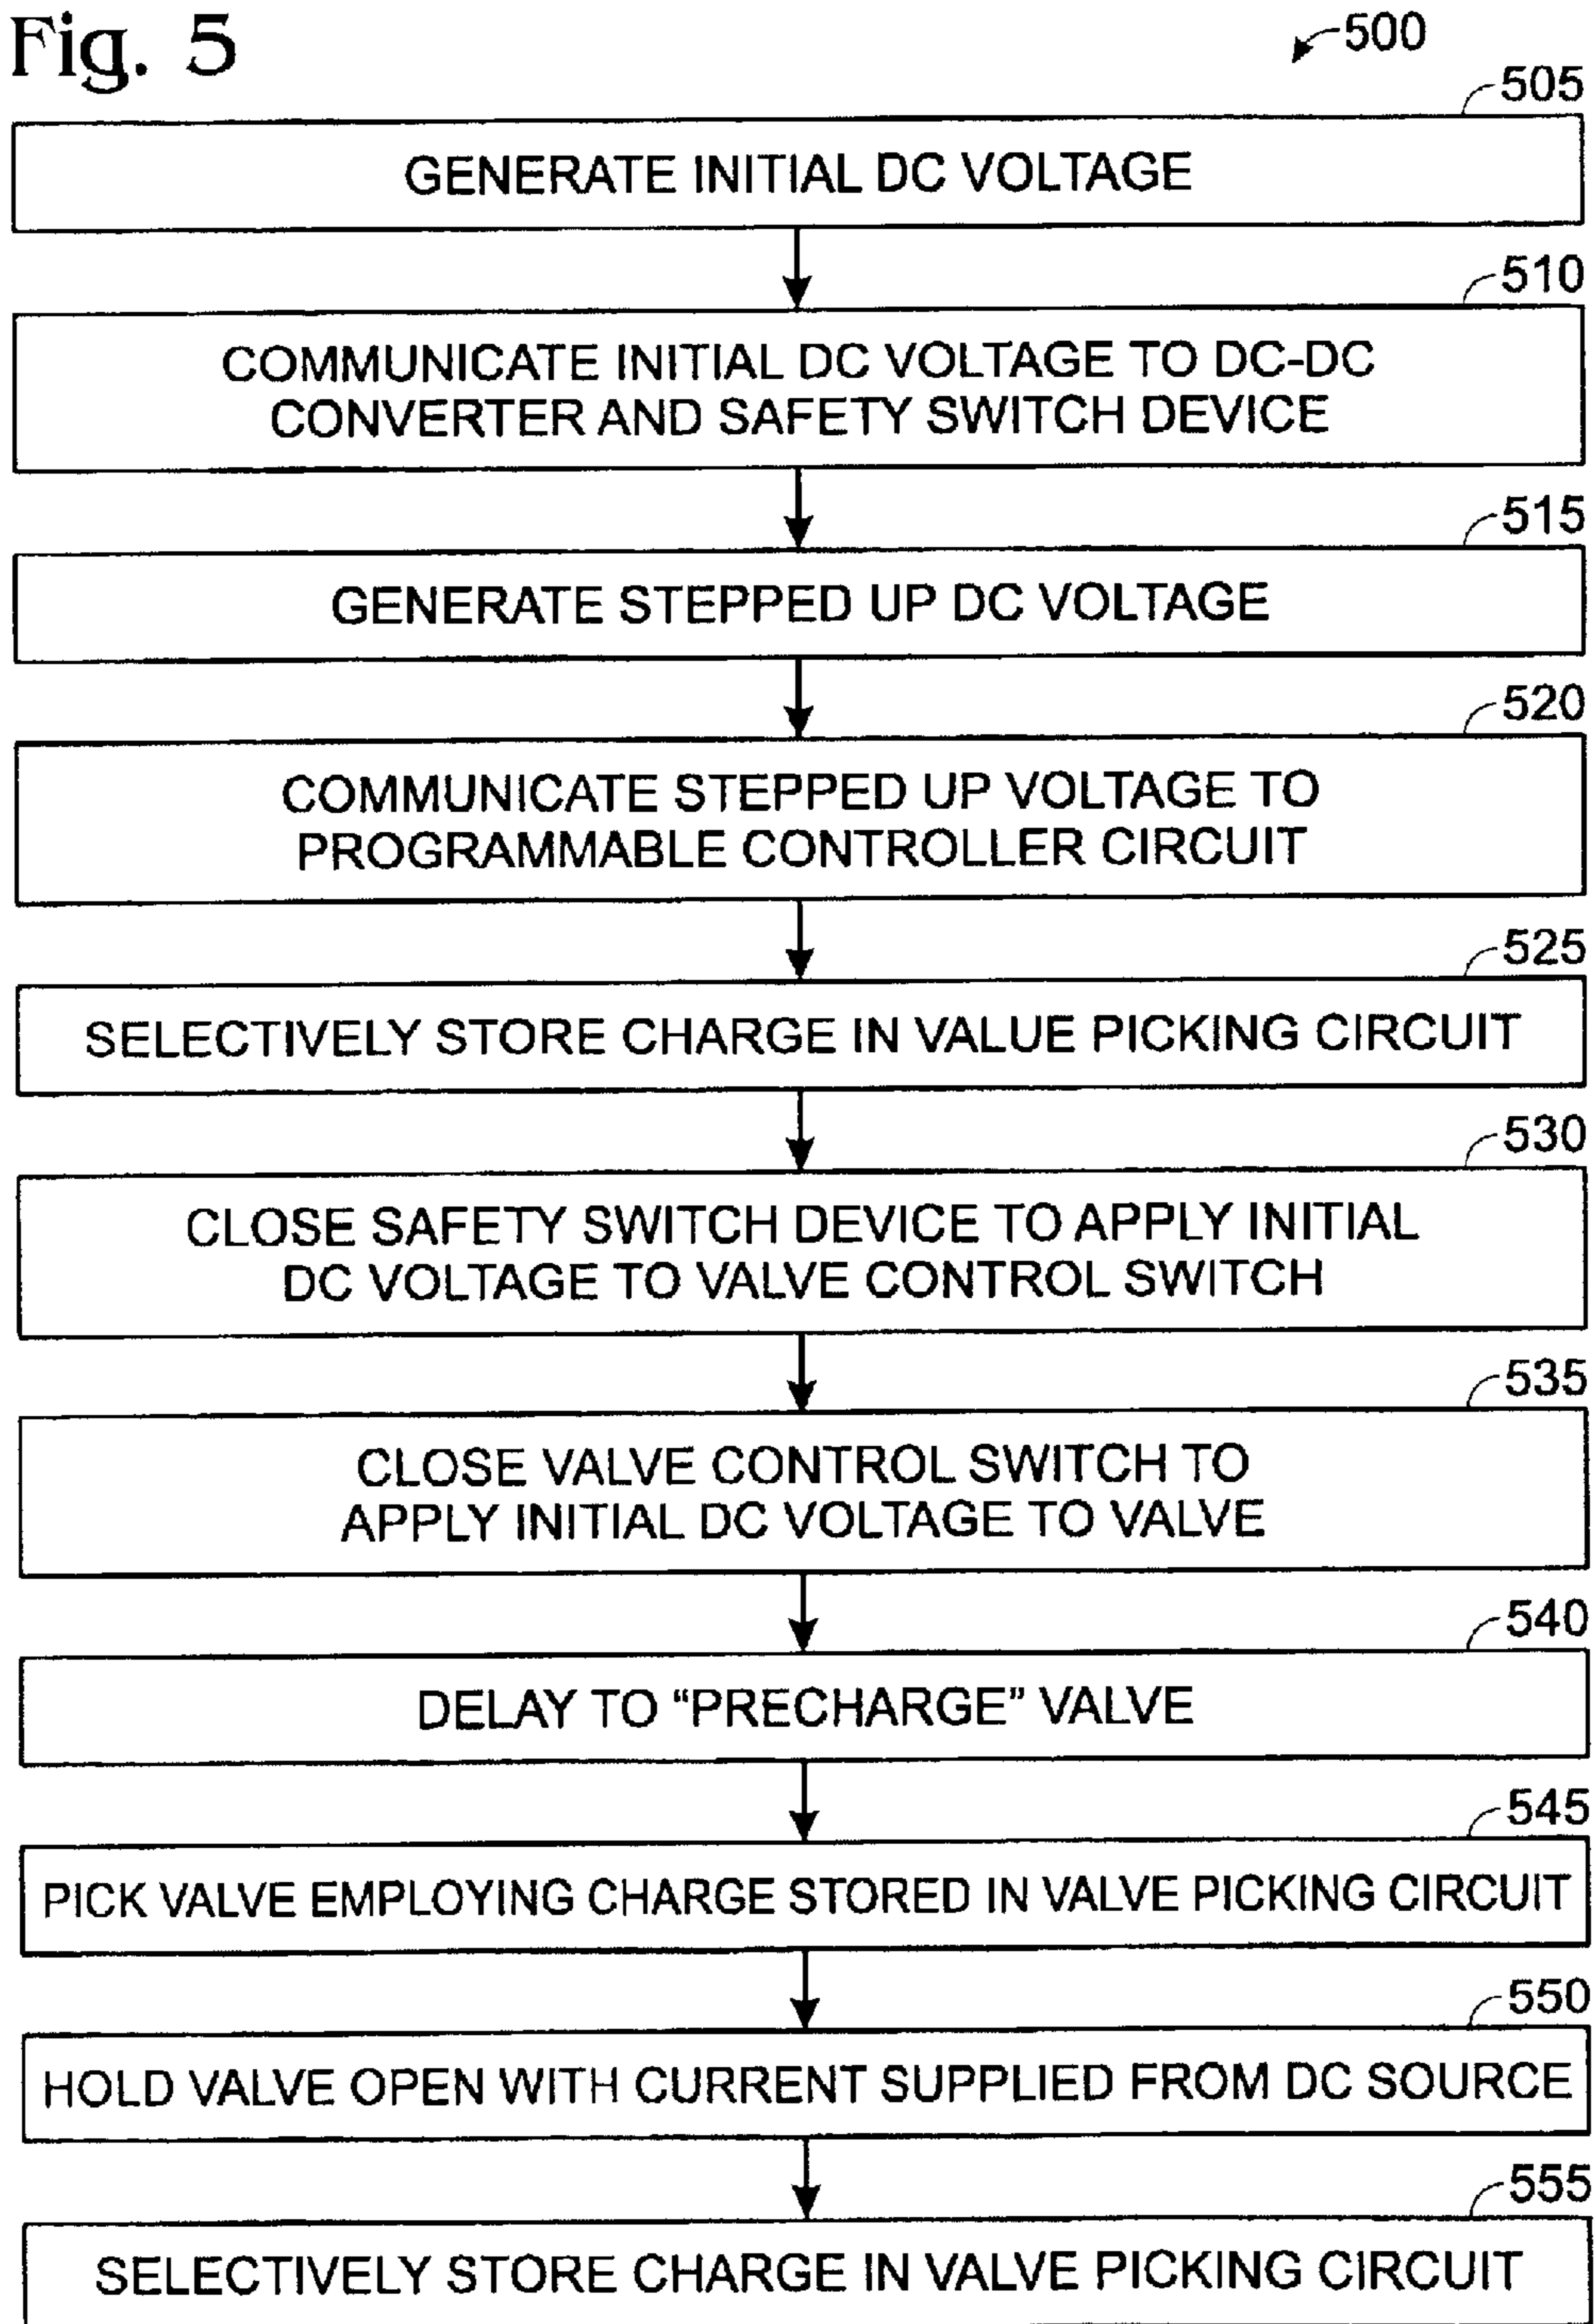 Fig. 5
500
505
GENERATE INITIAL DC VOLTAGE
510
COMMUNICATE INITIAL DC VOLTAGE TO DC-DC
CONVERTER AND SAFETY SWITCH DEVICE
515
GENERATE STEPPED UP DC VOLTAGE
520
COMMUNICATE STEPPED UP VOLTAGE TO
PROGRAMMABLE CONTROLLER CIRCUIT
525
SELECTIVELY STORE CHARGE IN VALUE PICKING CIRCUIT
530
CLOSE SAFETY SWITCH DEVICE TO APPLY INITIAL
DC VOLTAGE TO VALVE CONTROL SWITCH
535
CLOSE VALVE CONTROL SWITCH TO
APPLY INITIAL DC VOLTAGE TO VALVE
540
DELAY TO “PRECHARGE” VALVE
545
PICK VALVE EMPLOYING CHARGE STORED IN VALVE PICKING CIRCUIT
550
HOLD VALVE OPEN WITH CURRENT SUPPLIED FROM DC SOURCE
555
SELECTIVELY STORE CHARGE IN VALVE PICKING CIRCUIT